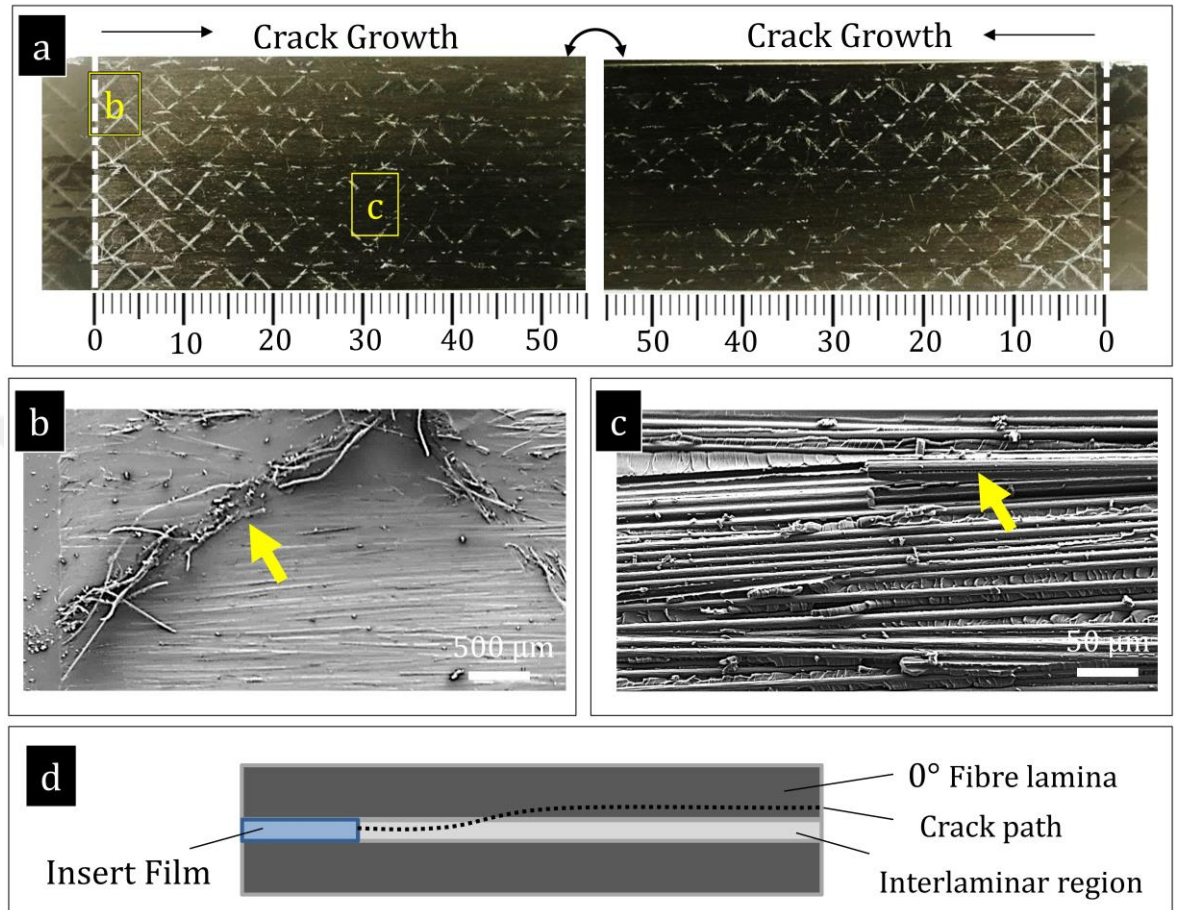 a
Crack Growth
Crack Growth
b
c
0 10 20 30 40 50
50 40 30 20 10 0
b
500 µm
c
50 µm
d
0° Fibre lamina
Crack path
Insert Film
Interlaminar region